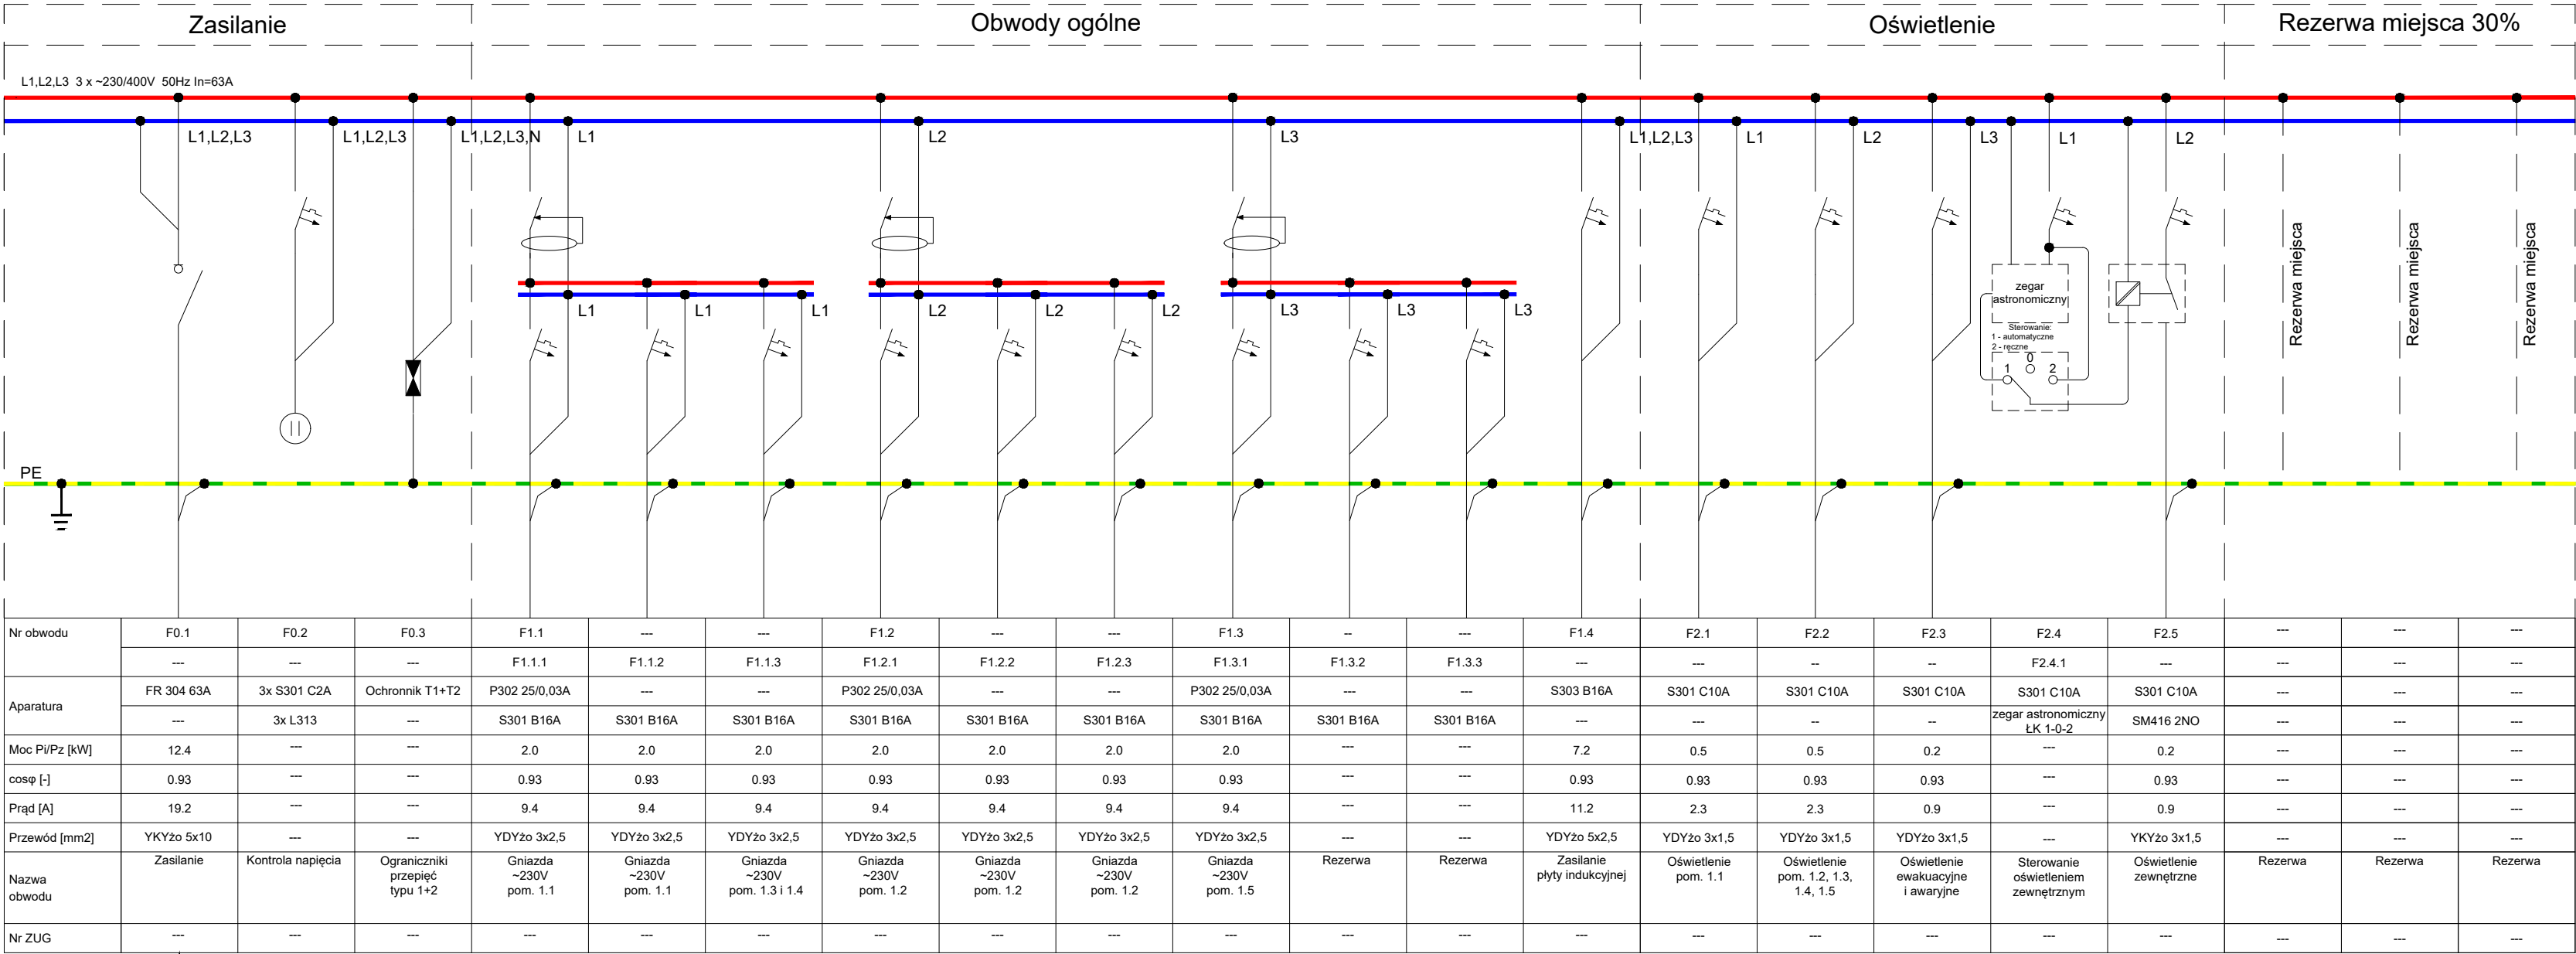 Zasilanie
Obwody ogólne
Oświetlenie
Rezerwa miejsca 30%
L1,L2,L3 3 x ~230/400V 50Hz In=63A
L1,L2,L3
L1,L2,L3
L1,L2,L3,N
L1
L2
L3
L1,L2,L3
L1
L2
L3
L1
L2
L1
L1
L1
L2
L2
L2
L3
L3
L3
zegar
astronomiczny
Sterowanie:
1 - automatyczne
2 - ręczne
0
1
2
Rezerwa miejsca
Rezerwa miejsca
Rezerwa miejsca
PE
Nr obwodu F0.1 F0.2 F0.3 F1.1 --- --- F1.2 --- --- F1.3 -- --- F1.4 F2.1 F2.2 F2.3 F2.4 F2.5 --- --- ---
--- --- --- F1.1.1 F1.1.2 F1.1.3 F1.2.1 F1.2.2 F1.2.3 F1.3.1 F1.3.2 F1.3.3 --- --- -- -- F2.4.1 --- --- --- ---
Aparatura FR 304 63A 3x S301 C2A Ochronnik T1+T2 P302 25/0,03A --- --- P302 25/0,03A --- --- P302 25/0,03A --- --- S303 B16A S301 C10A S301 C10A S301 C10A S301 C10A S301 C10A --- --- ---
--- 3x L313 --- S301 B16A S301 B16A S301 B16A S301 B16A S301 B16A S301 B16A S301 B16A S301 B16A S301 B16A --- --- -- -- zegar astronomiczny SM416 2NO --- --- ---
ŁK 1-0-2
Moc Pi/Pz [kW] 12.4 --- --- 2.0 2.0 2.0 2.0 2.0 2.0 2.0 --- --- 7.2 0.5 0.5 0.2 --- 0.2 --- --- ---
cosφ [-] 0.93 --- --- 0.93 0.93 0.93 0.93 0.93 0.93 0.93 --- --- 0.93 0.93 0.93 0.93 --- 0.93 --- --- ---
Prąd [A] 19.2 --- --- 9.4 9.4 9.4 9.4 9.4 9.4 9.4 --- --- 11.2 2.3 2.3 0.9 --- 0.9 --- --- ---
Przewód [mm2] YKYżo 5x10 --- --- YDYżo 3x2,5 YDYżo 3x2,5 YDYżo 3x2,5 YDYżo 3x2,5 YDYżo 3x2,5 YDYżo 3x2,5 YDYżo 3x2,5 --- --- YDYżo 5x2,5 YDYżo 3x1,5 YDYżo 3x1,5 YDYżo 3x1,5 --- YKYżo 3x1,5 --- --- ---
Nazwa
obwodu
Zasilanie
Kontrola napięcia
Ograniczniki
przepięć
typu 1+2
Gniazda
~230V
pom. 1.1
Gniazda
~230V
pom. 1.1
Gniazda
~230V
pom. 1.3 i 1.4
Gniazda
~230V
pom. 1.2
Gniazda
~230V
pom. 1.2
Gniazda
~230V
pom. 1.2
Gniazda
~230V
pom. 1.5
Rezerwa
Rezerwa
Zasilanie
płyty indukcyjnej
Oświetlenie
pom. 1.1
Oświetlenie
pom. 1.2, 1.3,
1.4, 1.5
Oświetlenie
ewakuacyjne
i awaryjne
Sterowanie
oświetleniem
zewnętrznym
Oświetlenie
zewnętrzne
Rezerwa
Rezerwa
Rezerwa
Nr ZUG --- --- --- --- --- --- --- --- --- --- --- --- --- --- --- --- --- --- --- --- ---